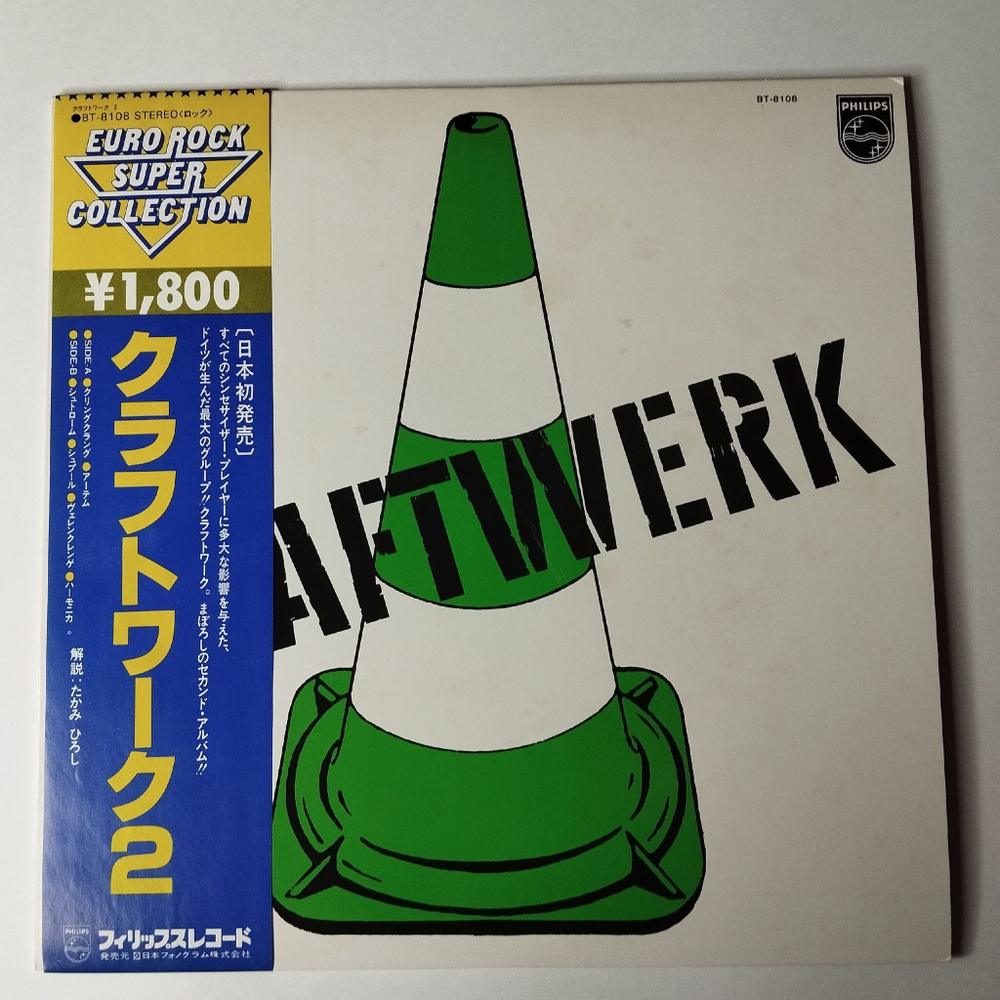 クラフトワーク 2
●BT-8108 STEREO〈ロック〉
EURO ROCK
SUPER
COLLECTION
¥1,800
[日本初発売]
すべてのシンセサイザー・プレイヤーに多大な影響を与えた、
ドイツが生んだ最大のグループ!!クラフトワーク。まぼろしのセカンド・アルバム!!
クラフトワーク2
●SIDE-A ●クリングクラング ●アーテム
●SIDE-B ●シュトローム ●シュプール ●ヴェレンクレンゲ ●ハーモニカ。 解説:たかみ ひろし
PHILIPS
フィリップスレコード
発売元 日本フォノグラム株式会社
BT-8108
PHILIPS
AFTWERK